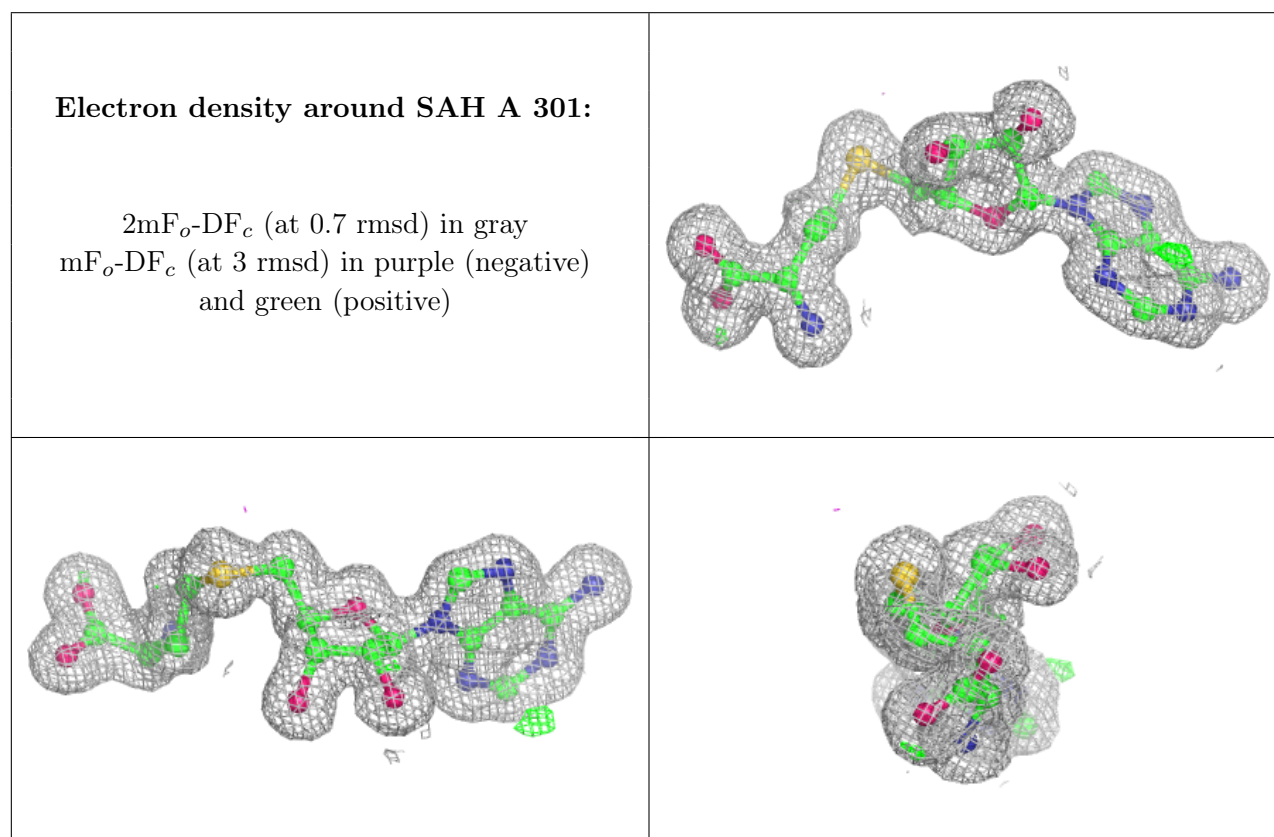 Electron density around SAH A 301:
2mFₒ-DF𝒸 (at 0.7 rmsd) in gray
mFₒ-DF𝒸 (at 3 rmsd) in purple (negative)
and green (positive)